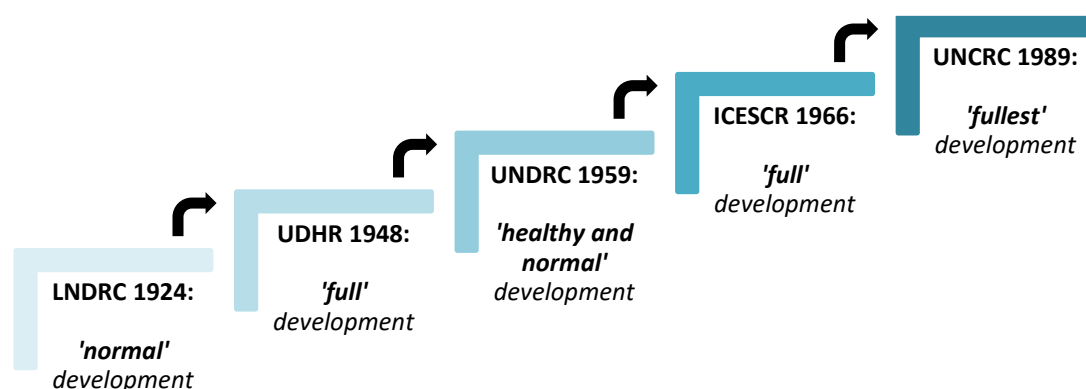 LNDRC 1924:
'normal'
development
UDHR 1948:
'full'
development
UNDRC 1959:
'healthy and
normal'
development
ICESCR 1966:
'full'
development
UNCRC 1989:
'fullest'
development